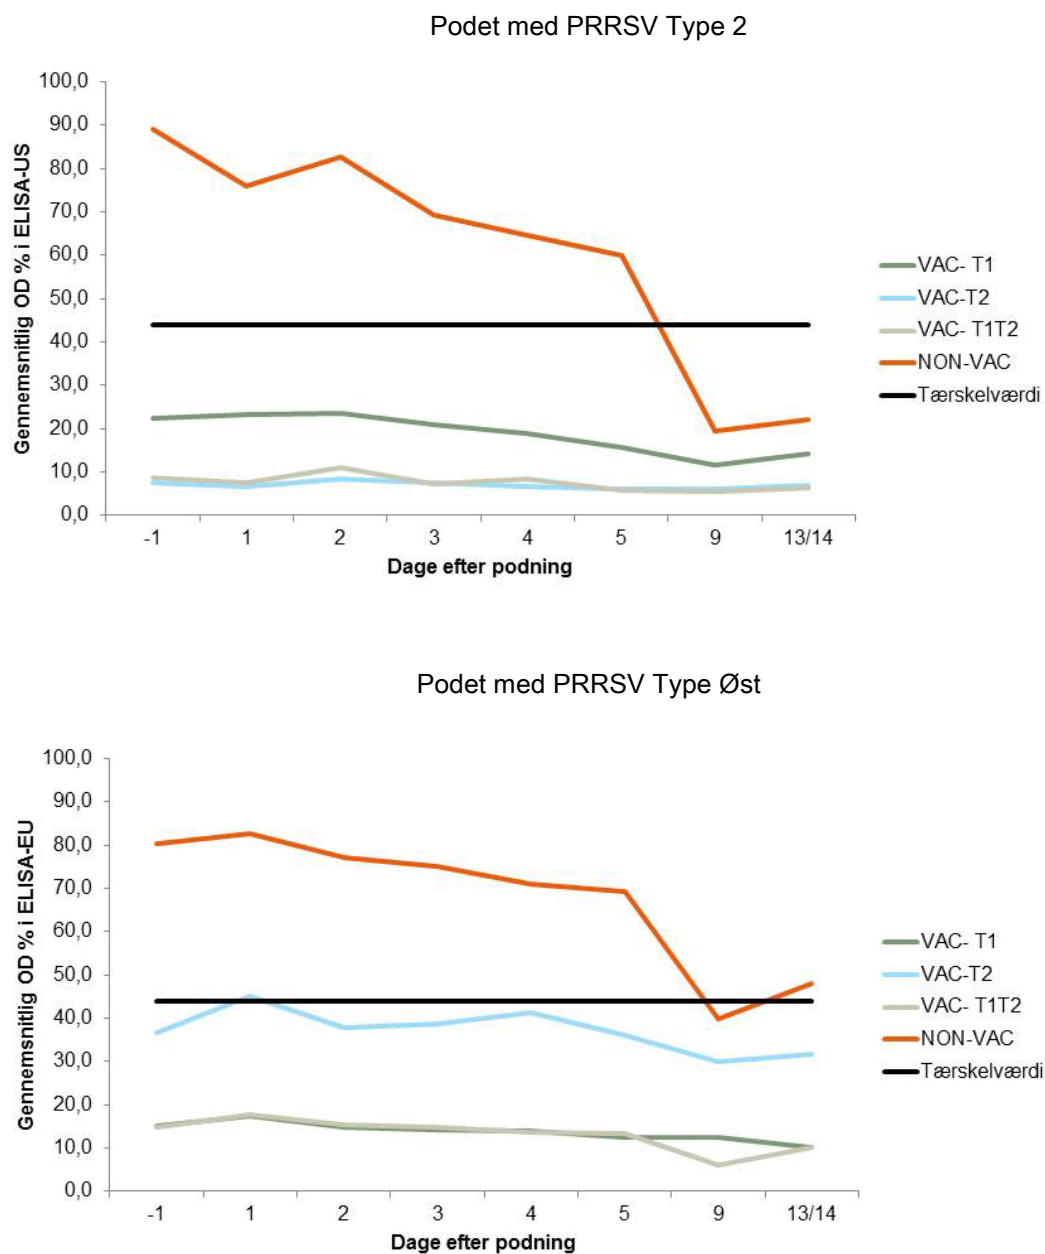 Podet med PRRSV Type 2
Gennemsnitlig OD % i ELISA-US
100,0
90,0
80,0
70,0
60,0
50,0
40,0
30,0
20,0
10,0
0,0
-1 1 2 3 4 5 9 13/14
Dage efter podning
VAC- T1
VAC-T2
VAC- T1T2
NON-VAC
Tærskelværdi
Podet med PRRSV Type Øst
Gennemsnitlig OD % i ELISA-EU
100,0
90,0
80,0
70,0
60,0
50,0
40,0
30,0
20,0
10,0
0,0
-1 1 2 3 4 5 9 13/14
Dage efter podning
VAC- T1
VAC-T2
VAC- T1T2
NON-VAC
Tærskelværdi